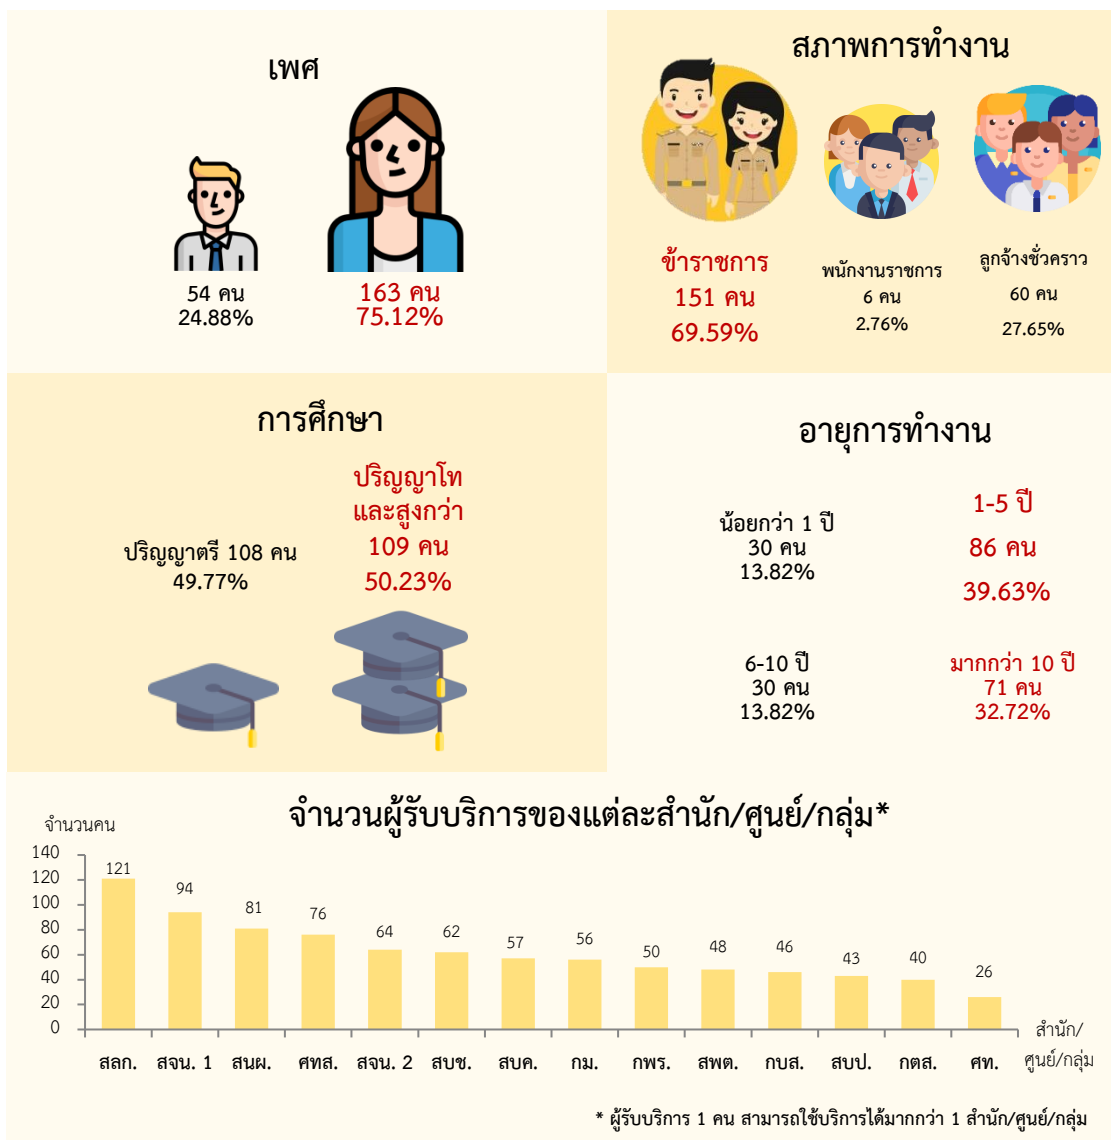 เพศ
54 คน
24.88%
163 คน
75.12%
สภาพการทำงาน
ข้าราชการ
151 คน
69.59%
พนักงานราชการ
6 คน
2.76%
ลูกจ้างชั่วคราว
60 คน
27.65%
การศึกษา
ปริญญาตรี 108 คน
49.77%
ปริญญาโท
และสูงกว่า
109 คน
50.23%
อายุการทำงาน
น้อยกว่า 1 ปี
30 คน
13.82%
1-5 ปี
86 คน
39.63%
6-10 ปี
30 คน
13.82%
มากกว่า 10 ปี
71 คน
32.72%
จำนวนผู้รับบริการของแต่ละสำนัก/ศูนย์/กลุ่ม*
จำนวนคน
140
120
100
80
60
40
20
0
121
94
81
76
64
62
57
56
50
48
46
43
40
26
สลก.
สจน. 1
สนผ.
ศทส.
สจน. 2
สบช.
สบค.
กม.
กพร.
สพต.
กบส.
สบป.
กตส.
ศท.
สำนัก/
ศูนย์/กลุ่ม
* ผู้รับบริการ 1 คน สามารถใช้บริการได้มากกว่า 1 สำนัก/ศูนย์/กลุ่ม